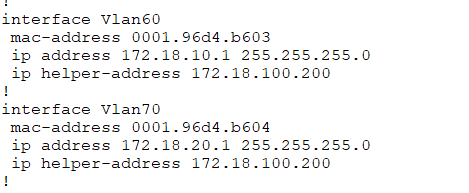 !
interface Vlan60
 mac-address 0001.96d4.b603
 ip address 172.18.10.1 255.255.255.0
 ip helper-address 172.18.100.200
!
interface Vlan70
 mac-address 0001.96d4.b604
 ip address 172.18.20.1 255.255.255.0
 ip helper-address 172.18.100.200
!